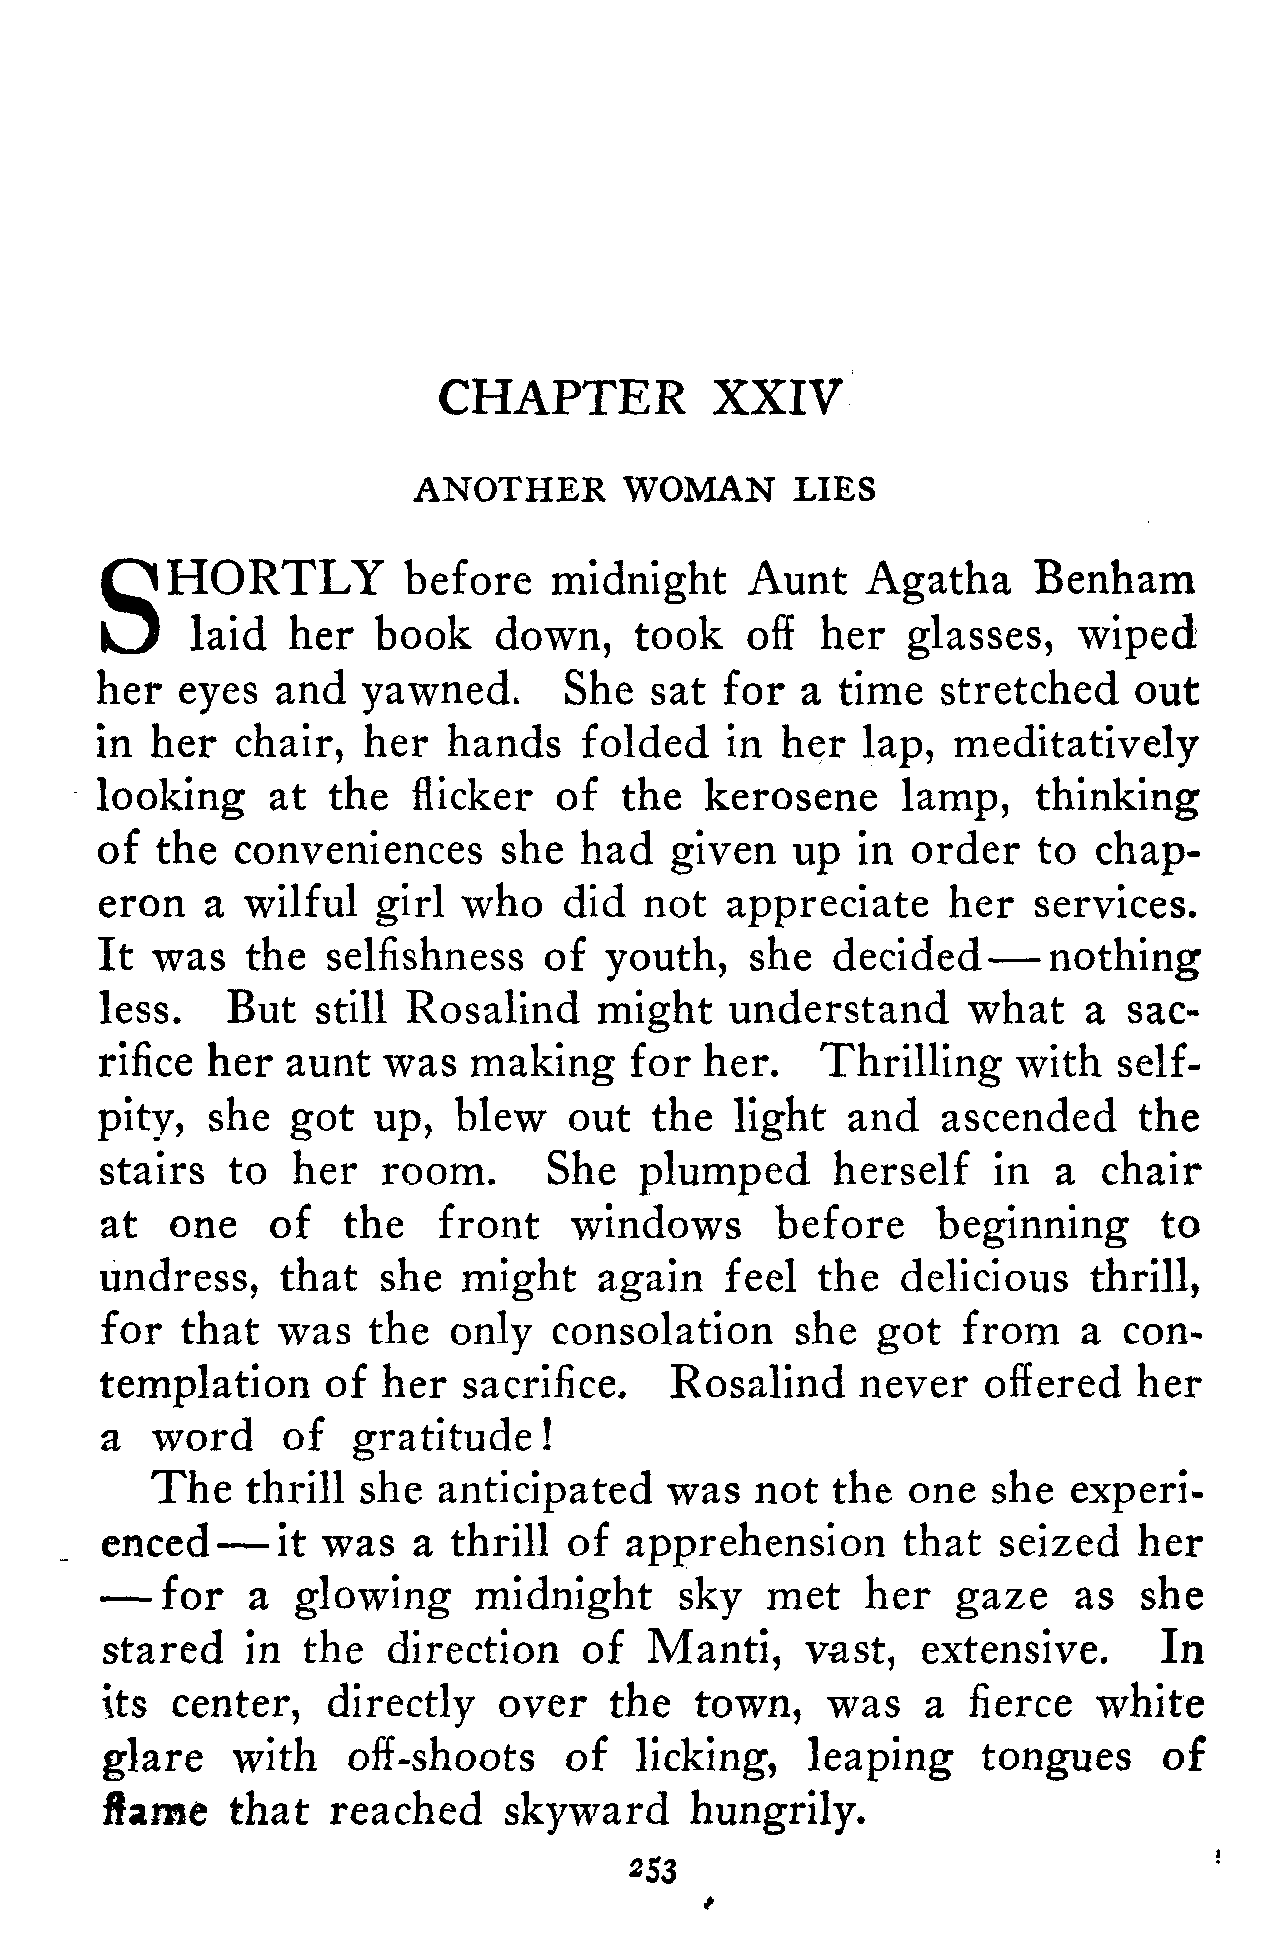 CHAPTER XXIV
ANOTHER WOMAN LIES
SHORTLY before midnight Aunt Agatha Benham
laid her book down, took off her glasses, wiped
her eyes and yawned. She sat for a time stretched out
in her chair, her hands folded in her lap, meditatively
looking at the flicker of the kerosene lamp, thinking
of the conveniences she had given up in order to chap-
eron a wilful girl who did not appreciate her services.
It was the selfishness of youth, she decided—nothing
less. But still Rosalind might understand what a sac-
rifice her aunt was making for her. Thrilling with self-
pity, she got up, blew out the light and ascended the
stairs to her room. She plumped herself in a chair
at one of the front windows before beginning to
undress, that she might again feel the delicious thrill,
for that was the only consolation she got from a con-
templation of her sacrifice. Rosalind never offered her
a word of gratitude!
The thrill she anticipated was not the one she experi-
enced—it was a thrill of apprehension that seized her
—for a glowing midnight sky met her gaze as she
stared in the direction of Manti, vast, extensive. In
its center, directly over the town, was a fierce white
glare with off-shoots of licking, leaping tongues of
flame that reached skyward hungrily.
253